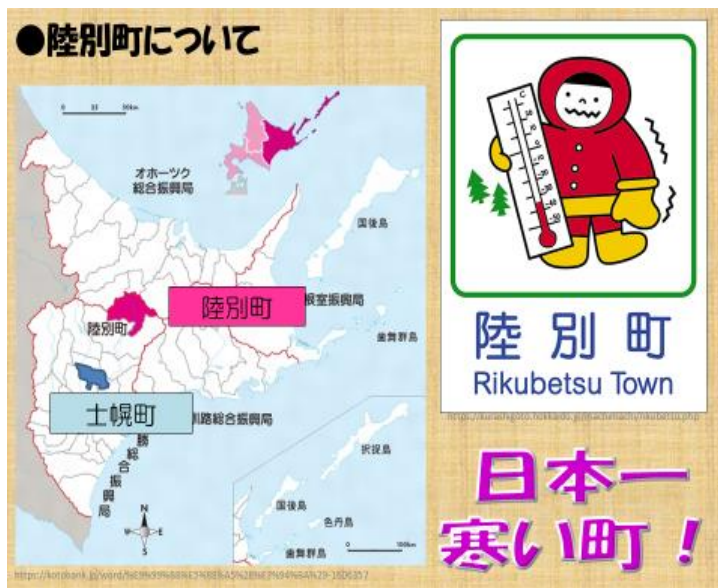 ●陸別町について
オホーツク
総合振興局
国後島
陸別町
根室振興局
歯舞群島
陸別町
士幌町
釧路総合振興局
勝総合振興局
択捉島
国後島
色丹島
歯舞群島
N
W
E
S
100km
陸別町
Rikubetsu Town
日本一
寒い町！